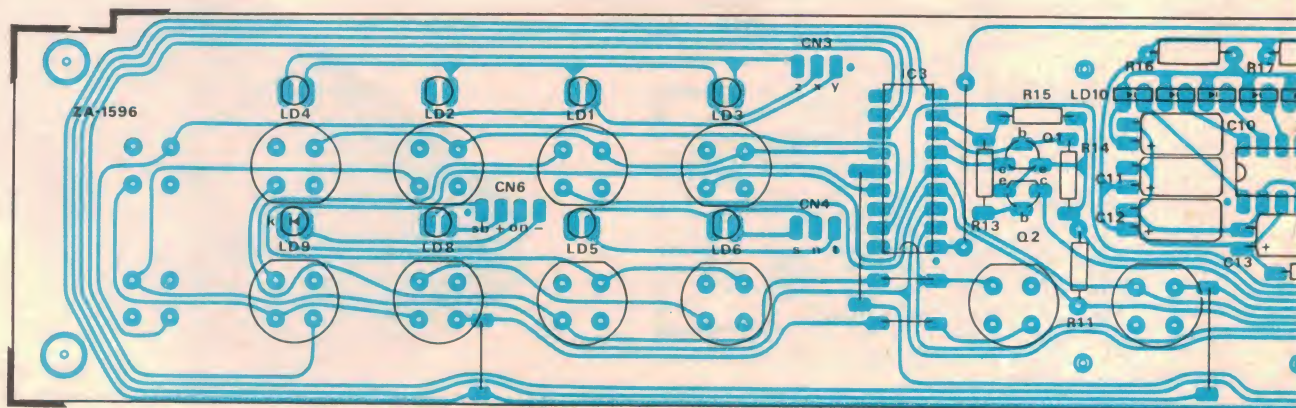 CN3
R16
R17
IC3
z x y
ZA-1596
LD4
LD2
LD1
LD3
R15
LD10
b
Q1
C10
R14
c e
e c
C11
CN6
k
sb + on -
CN4
s n t
b
R13
Q2
C12
LD9
LD8
LD5
LD6
C13
R11